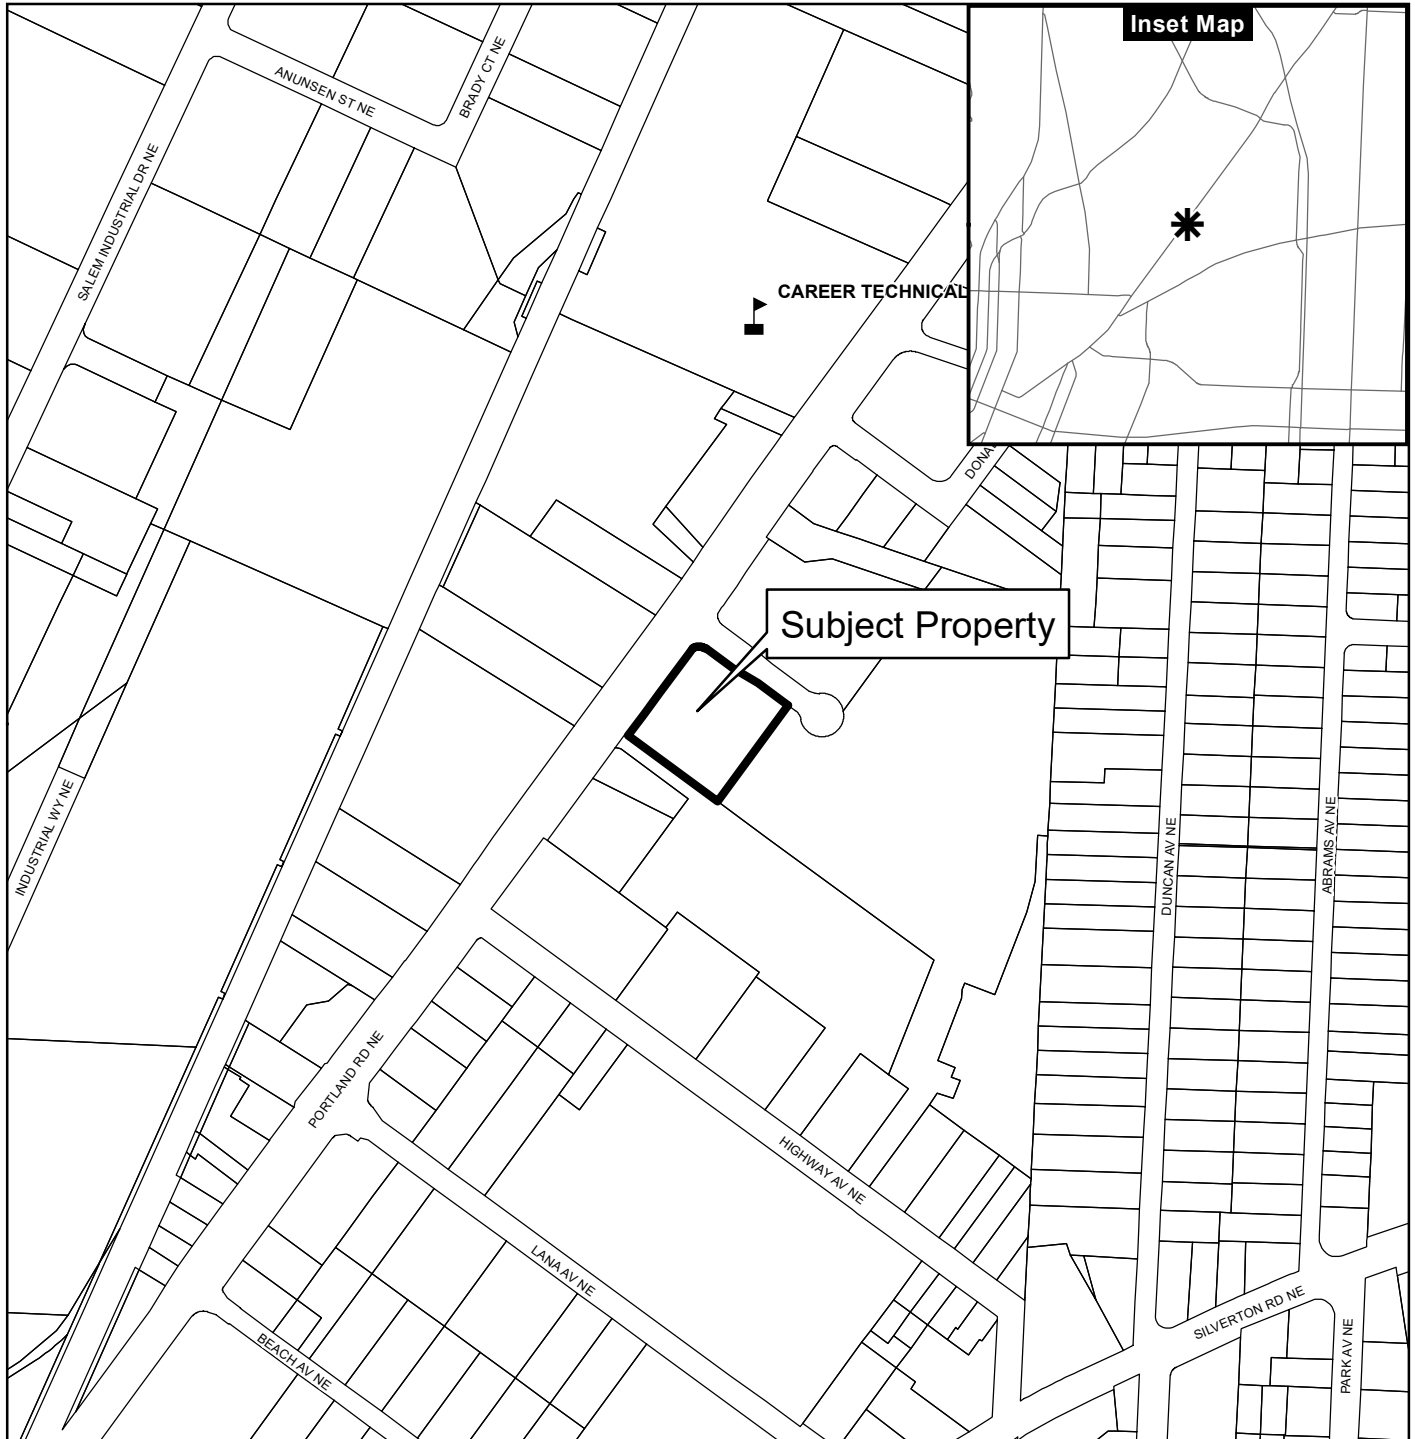 Inset Map
ANUNSEN ST NE
BRADY CT NE
SALEM INDUSTRIAL DR NE
CAREER TECHNICAL
Subject Property
INDUSTRIAL WY NE
DUNCAN AV NE
ABRAMS AV NE
PORTLAND RD NE
HIGHWAY AV NE
LANA AV NE
BEACH AV NE
SILVERTON RD NE
PARK AV NE